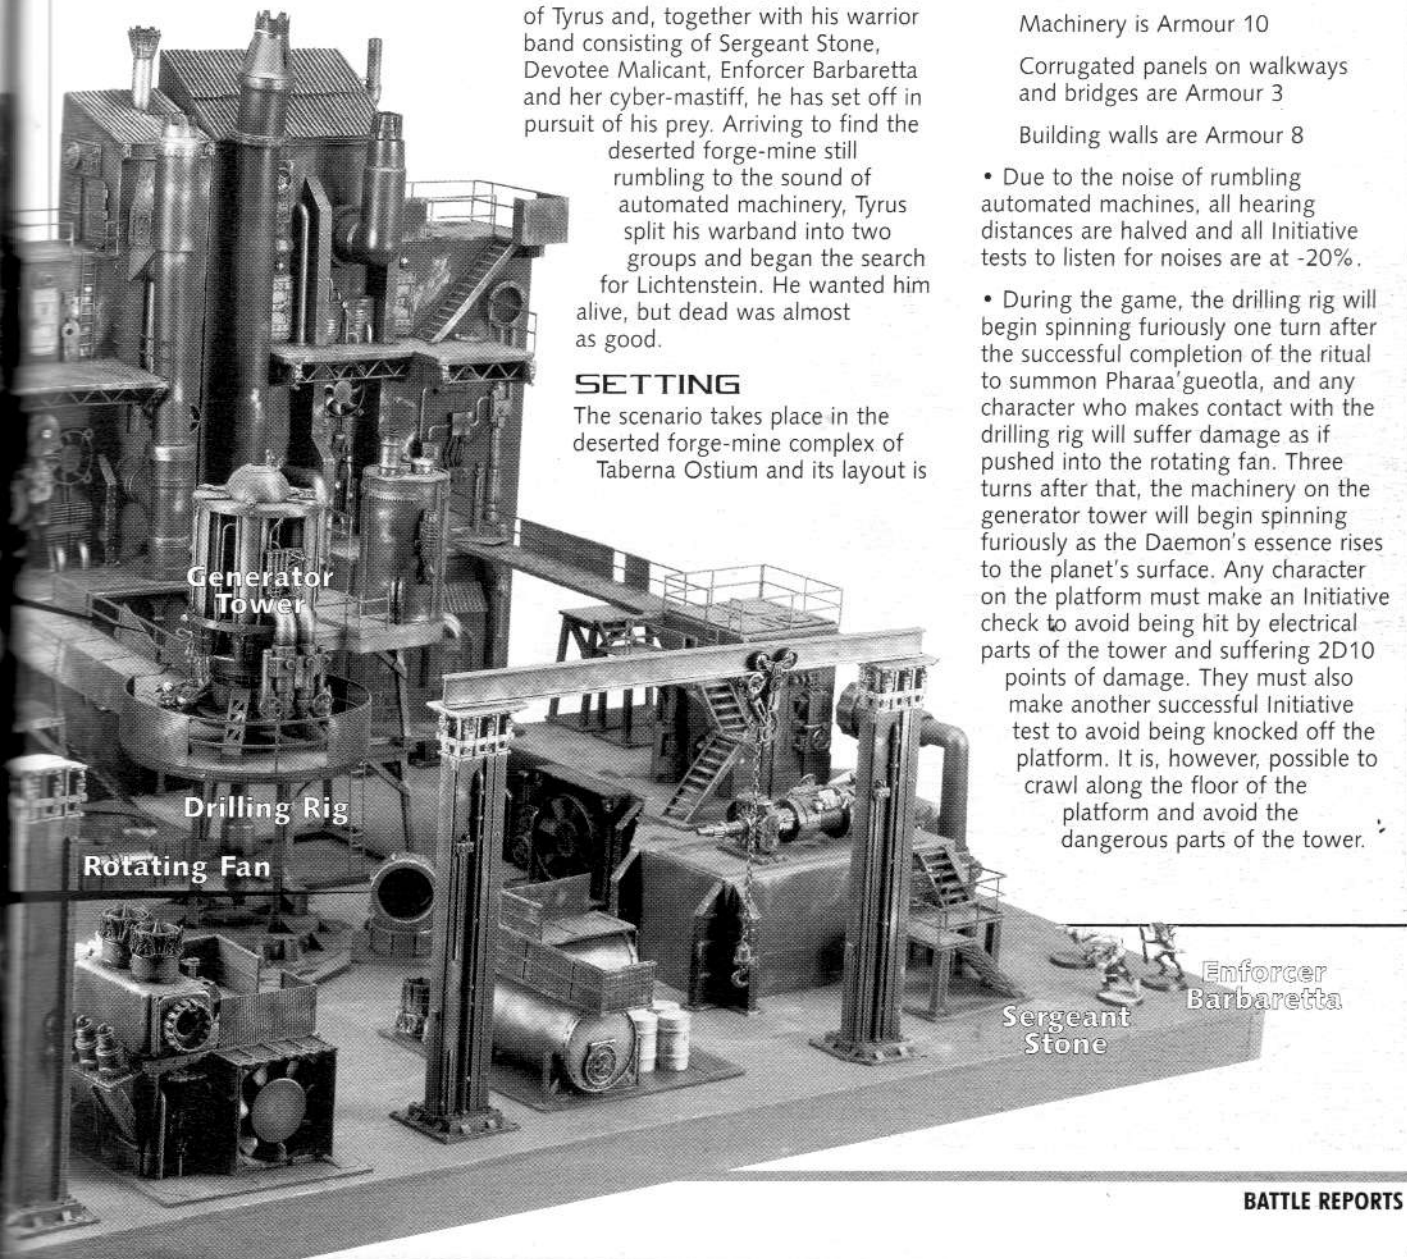 of Tyrus and, together with his warrior
band consisting of Sergeant Stone,
Devotee Malicant, Enforcer Barbaretta
and her cyber-mastiff, he has set off in
pursuit of his prey. Arriving to find the
deserted forge-mine still
rumbling to the sound of
automated machinery, Tyrus
split his warband into two
groups and began the search
for Lichtenstein. He wanted him
alive, but dead was almost
as good.
SETTING
The scenario takes place in the
deserted forge-mine complex of
Taberna Ostium and its layout is
Machinery is Armour 10
Corrugated panels on walkways
and bridges are Armour 3
Building walls are Armour 8
• Due to the noise of rumbling
automated machines, all hearing
distances are halved and all Initiative
tests to listen for noises are at -20%.
• During the game, the drilling rig will
begin spinning furiously one turn after
the successful completion of the ritual
to summon Pharaa'gueotla, and any
character who makes contact with the
drilling rig will suffer damage as if
pushed into the rotating fan. Three
turns after that, the machinery on the
generator tower will begin spinning
furiously as the Daemon's essence rises
to the planet's surface. Any character
on the platform must make an Initiative
check to avoid being hit by electrical
parts of the tower and suffering 2D10
points of damage. They must also
make another successful Initiative
test to avoid being knocked off the
platform. It is, however, possible to
crawl along the floor of the
platform and avoid the
dangerous parts of the tower.
Generator
Tower
Drilling Rig
Rotating Fan
Sergeant
Stone
Enforcer
Barbaretta
BATTLE REPORTS